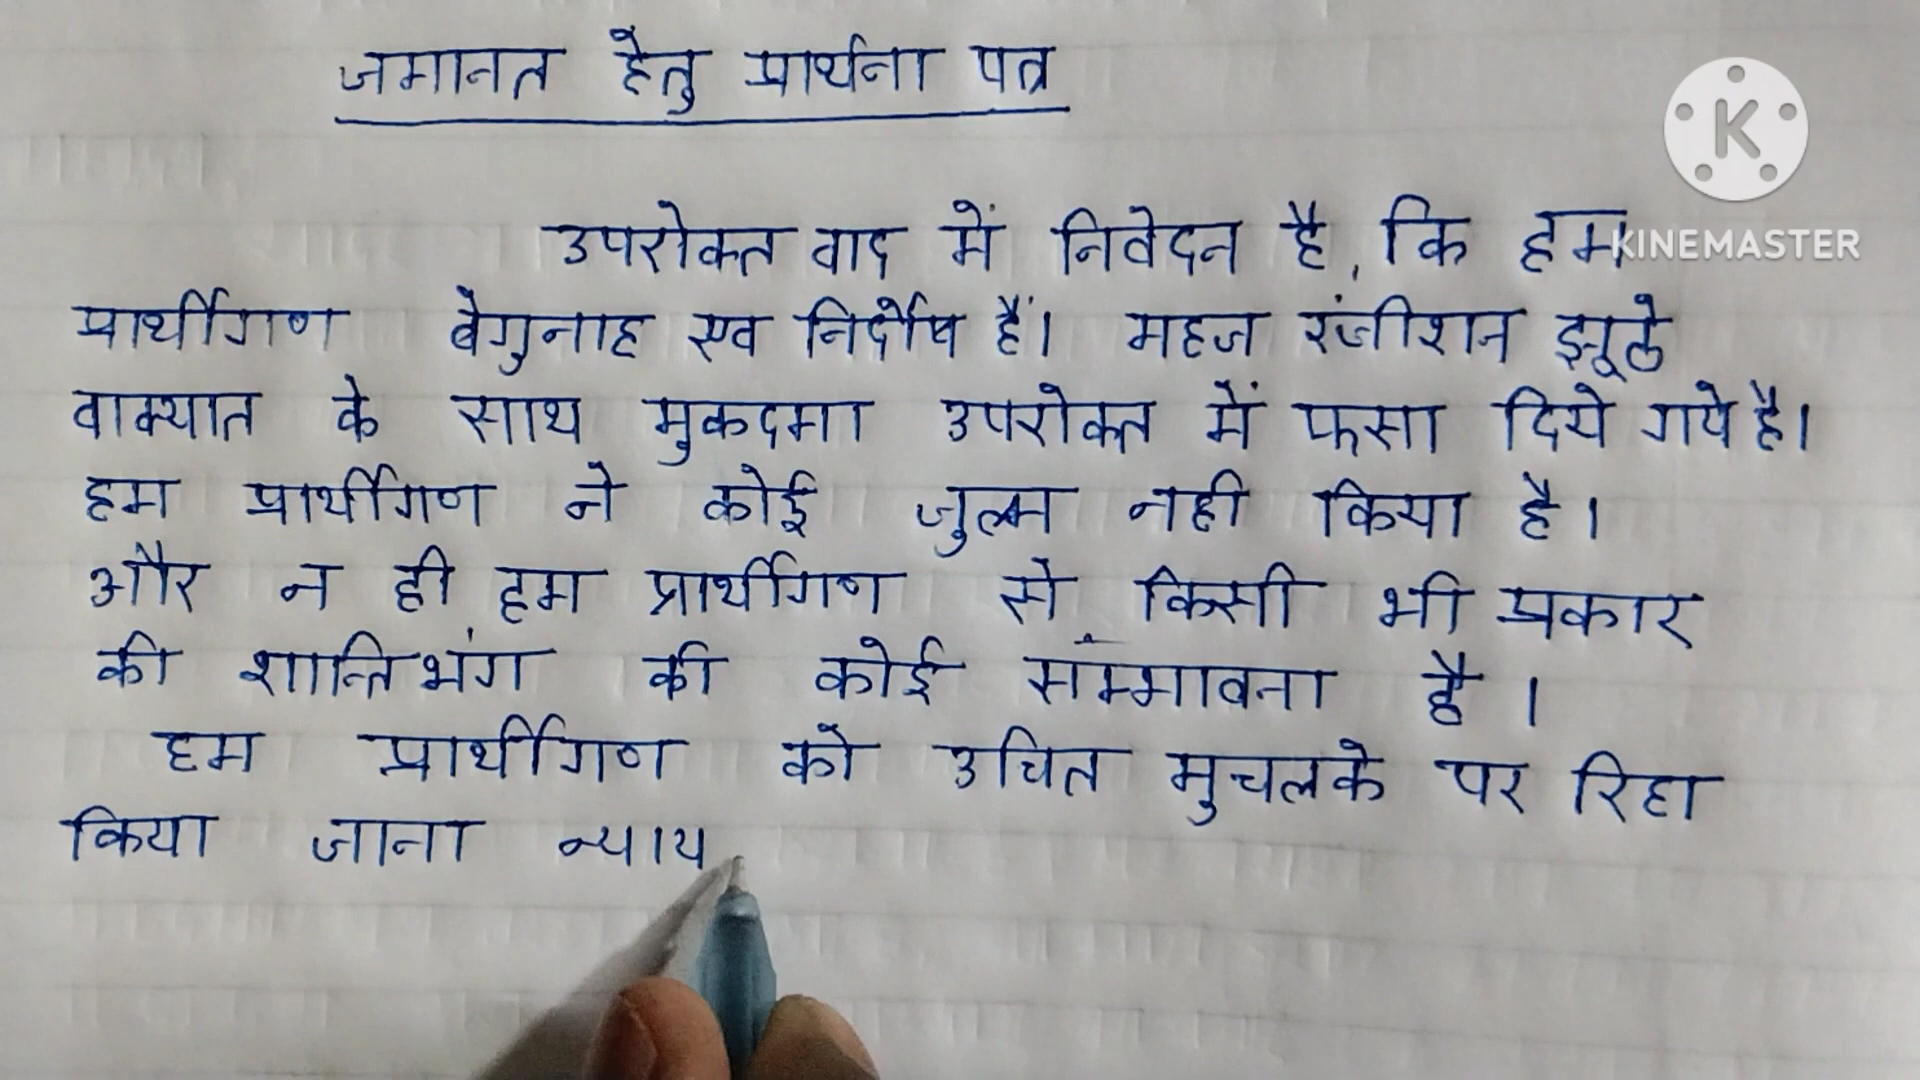 जमानत हेतु प्रार्थना पत्र
K
KINEMASTER
उपरोक्त वाद में निवेदन है, कि हम
प्रार्थीगण बेगुनाह एव निर्दोष हैं। महज रंजीशन झूठे
वाक्यात के साथ मुकदमा उपरोक्त में फसा दिये गये है।
हम प्रार्थीगण ने कोई जुल्म नही किया है।
और न ही हम प्रार्थीगण से किसी भी प्रकार
की शान्तिभंग की कोई संम्भावना है।
हम प्रार्थीगण को उचित मुचलके पर रिहा
किया जाना न्याय